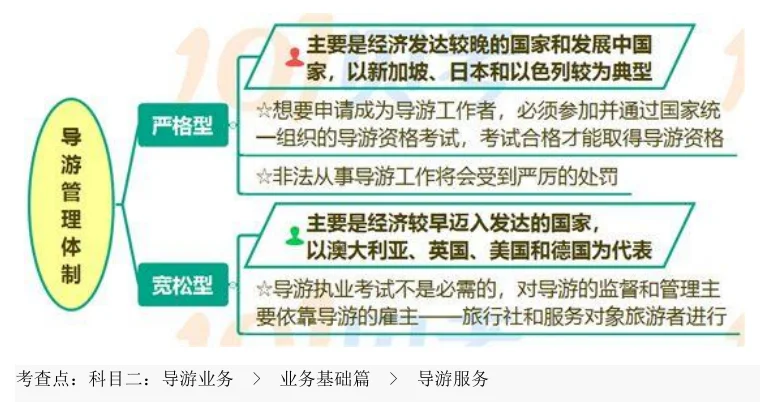 主要是经济发达较晚的国家和发展中国
家，以新加坡、日本和以色列较为典型
导游管理体制
严格型
☆想要申请成为导游工作者，必须参加并通过国家统
一组织的导游资格考试，考试合格才能取得导游资格
☆非法从事导游工作将会受到严厉的处罚
主要是经济较早迈入发达的国家，
以澳大利亚、英国、美国和德国为代表
宽松型
☆导游执业考试不是必需的，对导游的监督和管理主
要依靠导游的雇主——旅行社和服务对象旅游者进行
考查点：科目二：导游业务 > 业务基础篇 > 导游服务